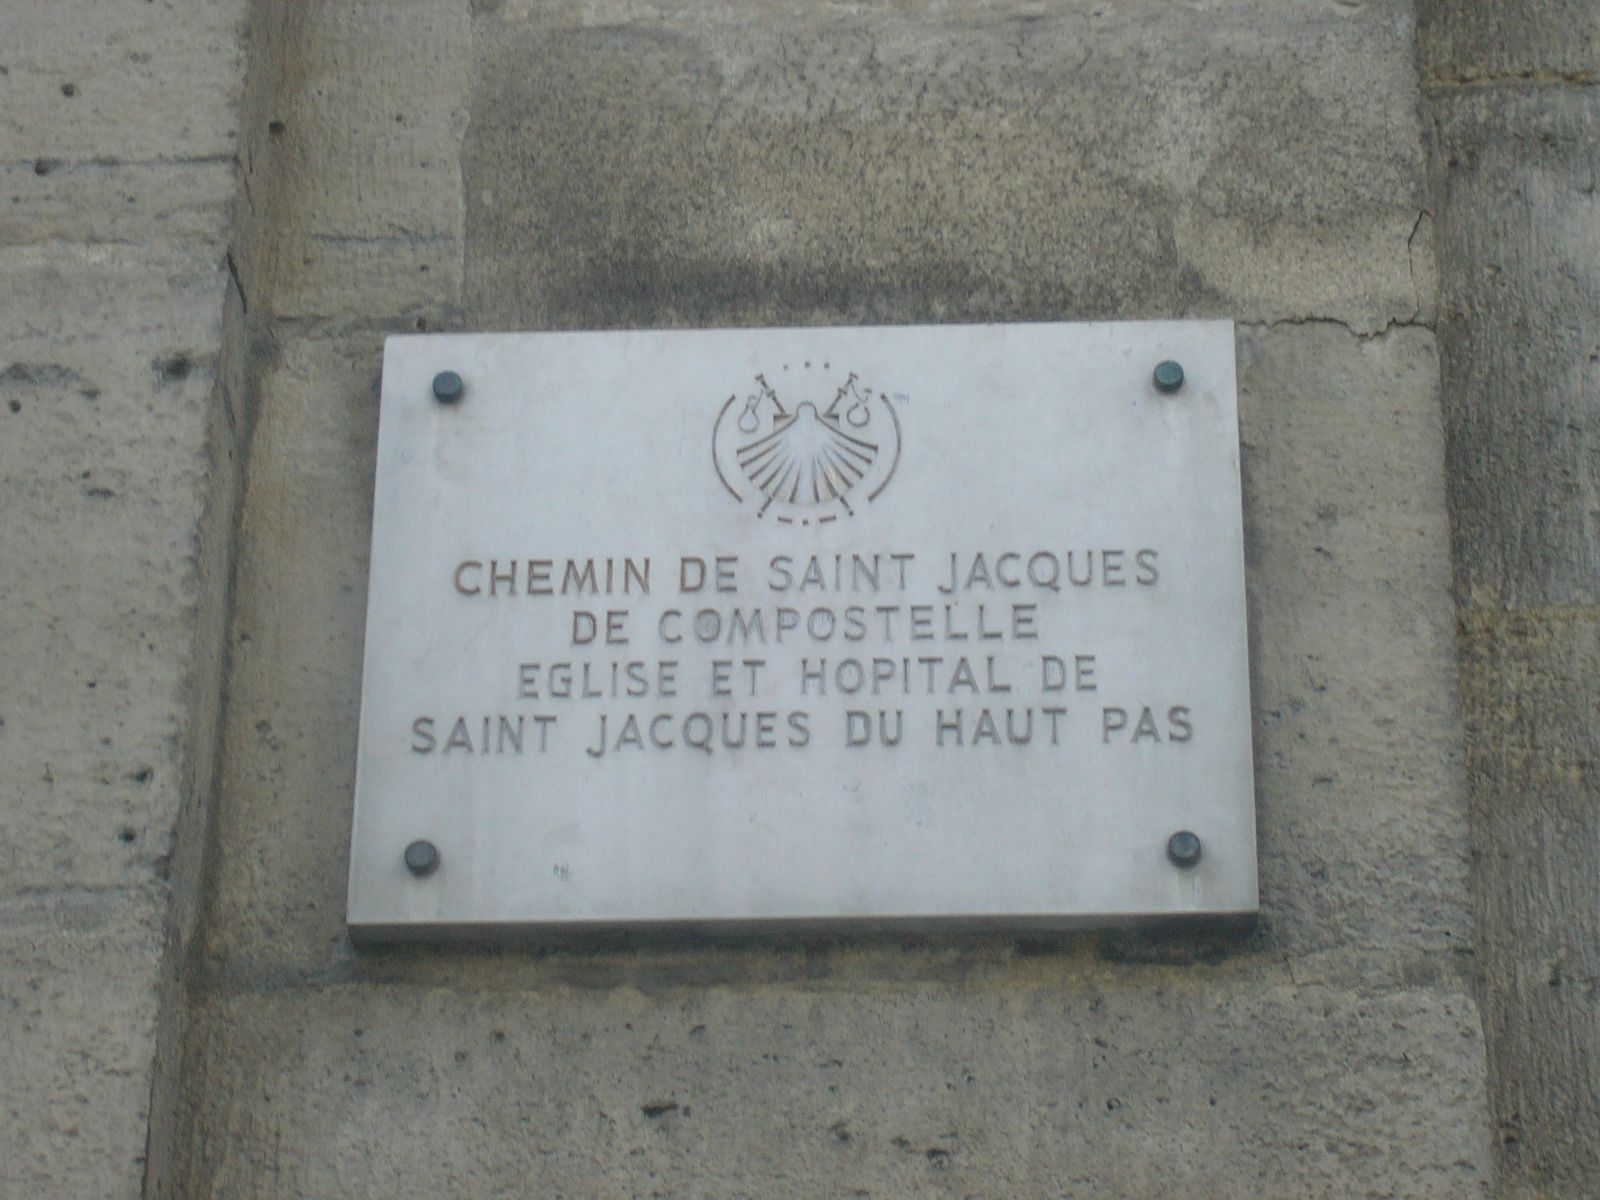 CHEMIN DE SAINT JACQUES
DE COMPOSTELLE
EGLISE ET HOPITAL DE
SAINT JACQUES DU HAUT PAS